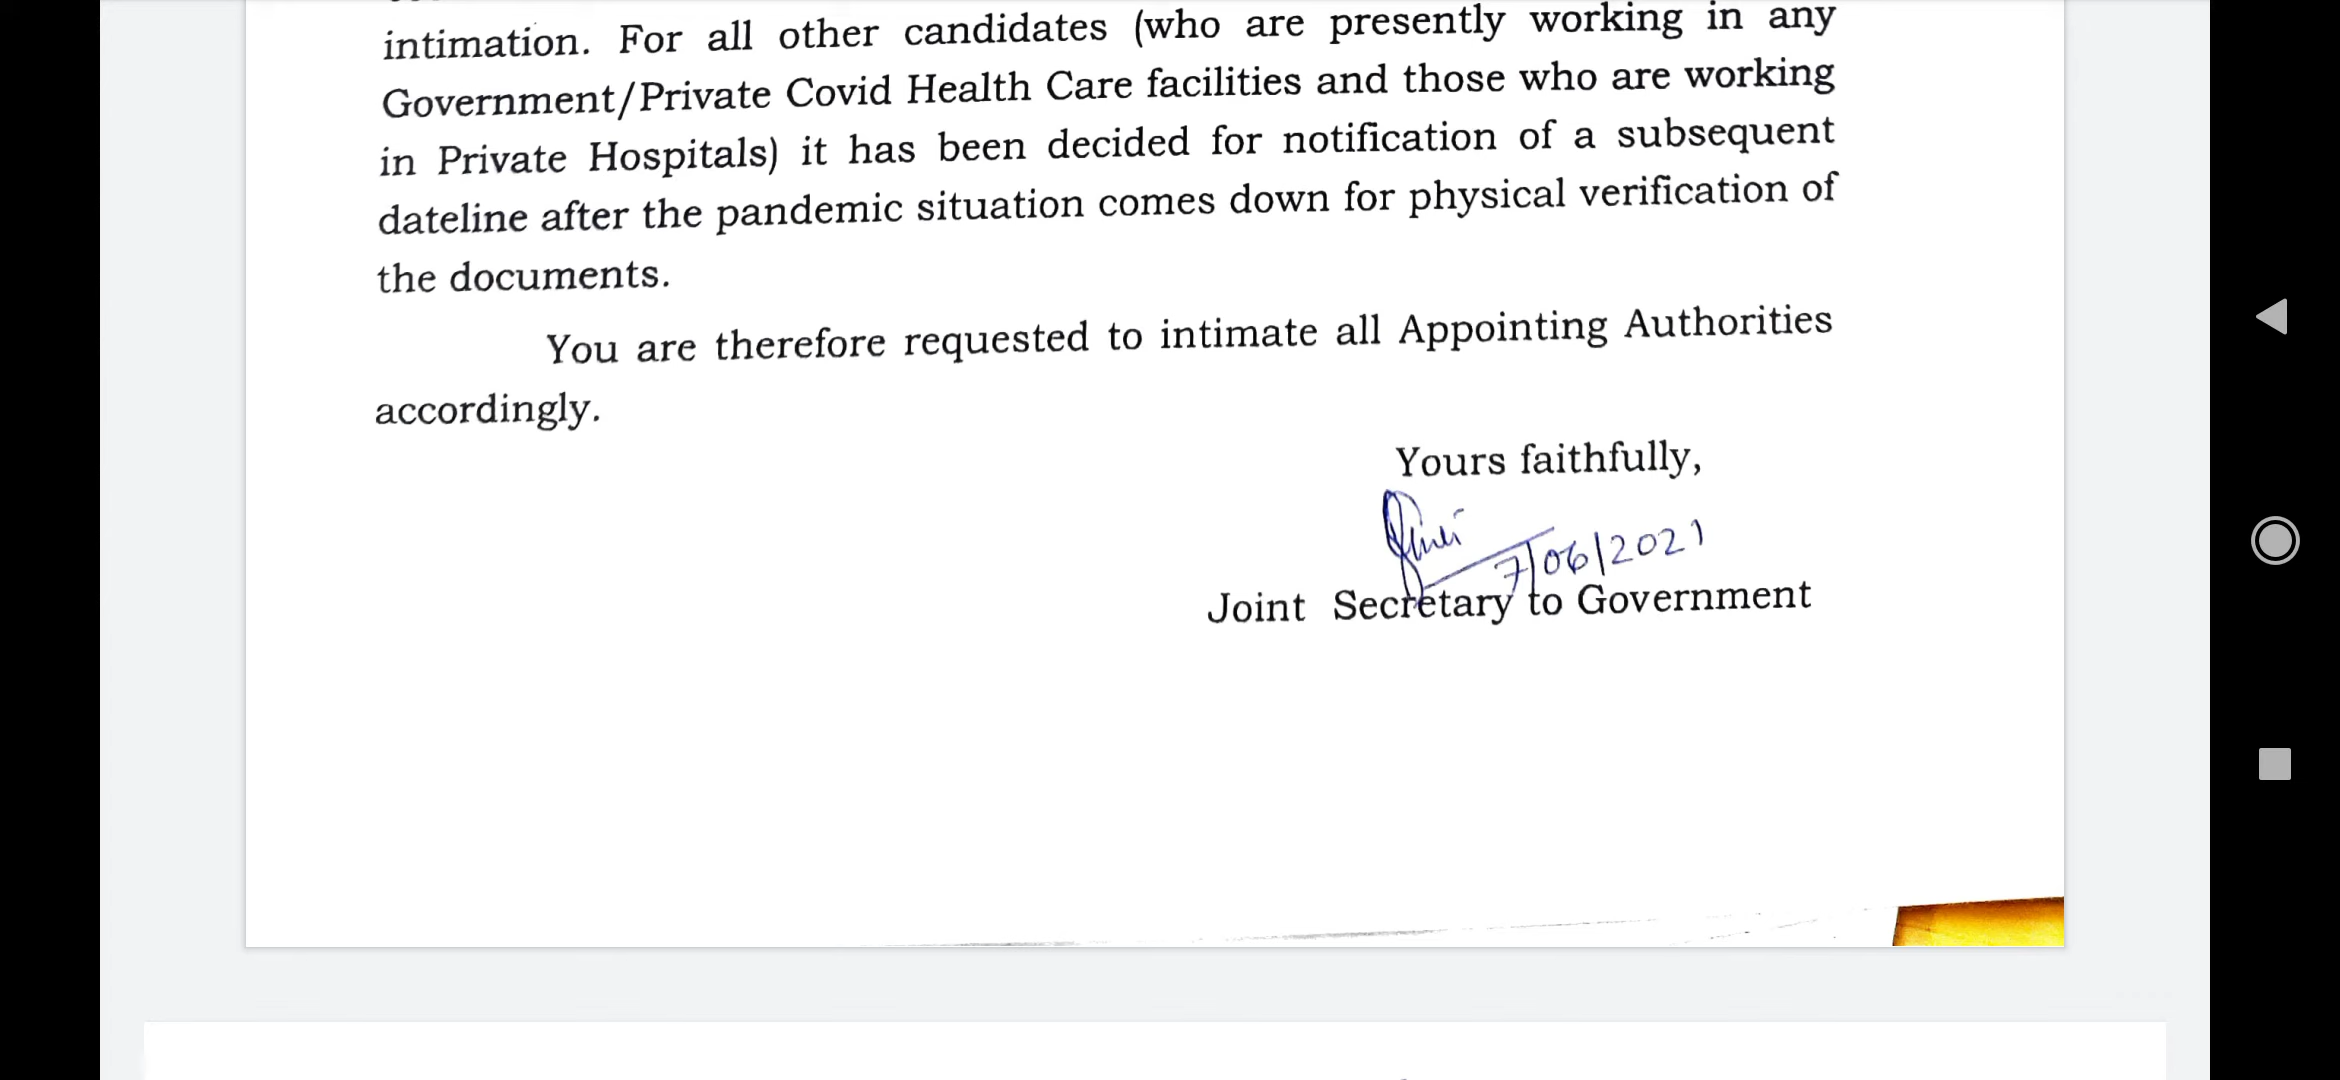 intimation. For all other candidates (who are presently working in any
Government/Private Covid Health Care facilities and those who are working
in Private Hospitals) it has been decided for notification of a subsequent
dateline after the pandemic situation comes down for physical verification of
the documents.
You are therefore requested to intimate all Appointing Authorities
accordingly.
Yours faithfully,
7/06/2021
Joint Secretary to Government